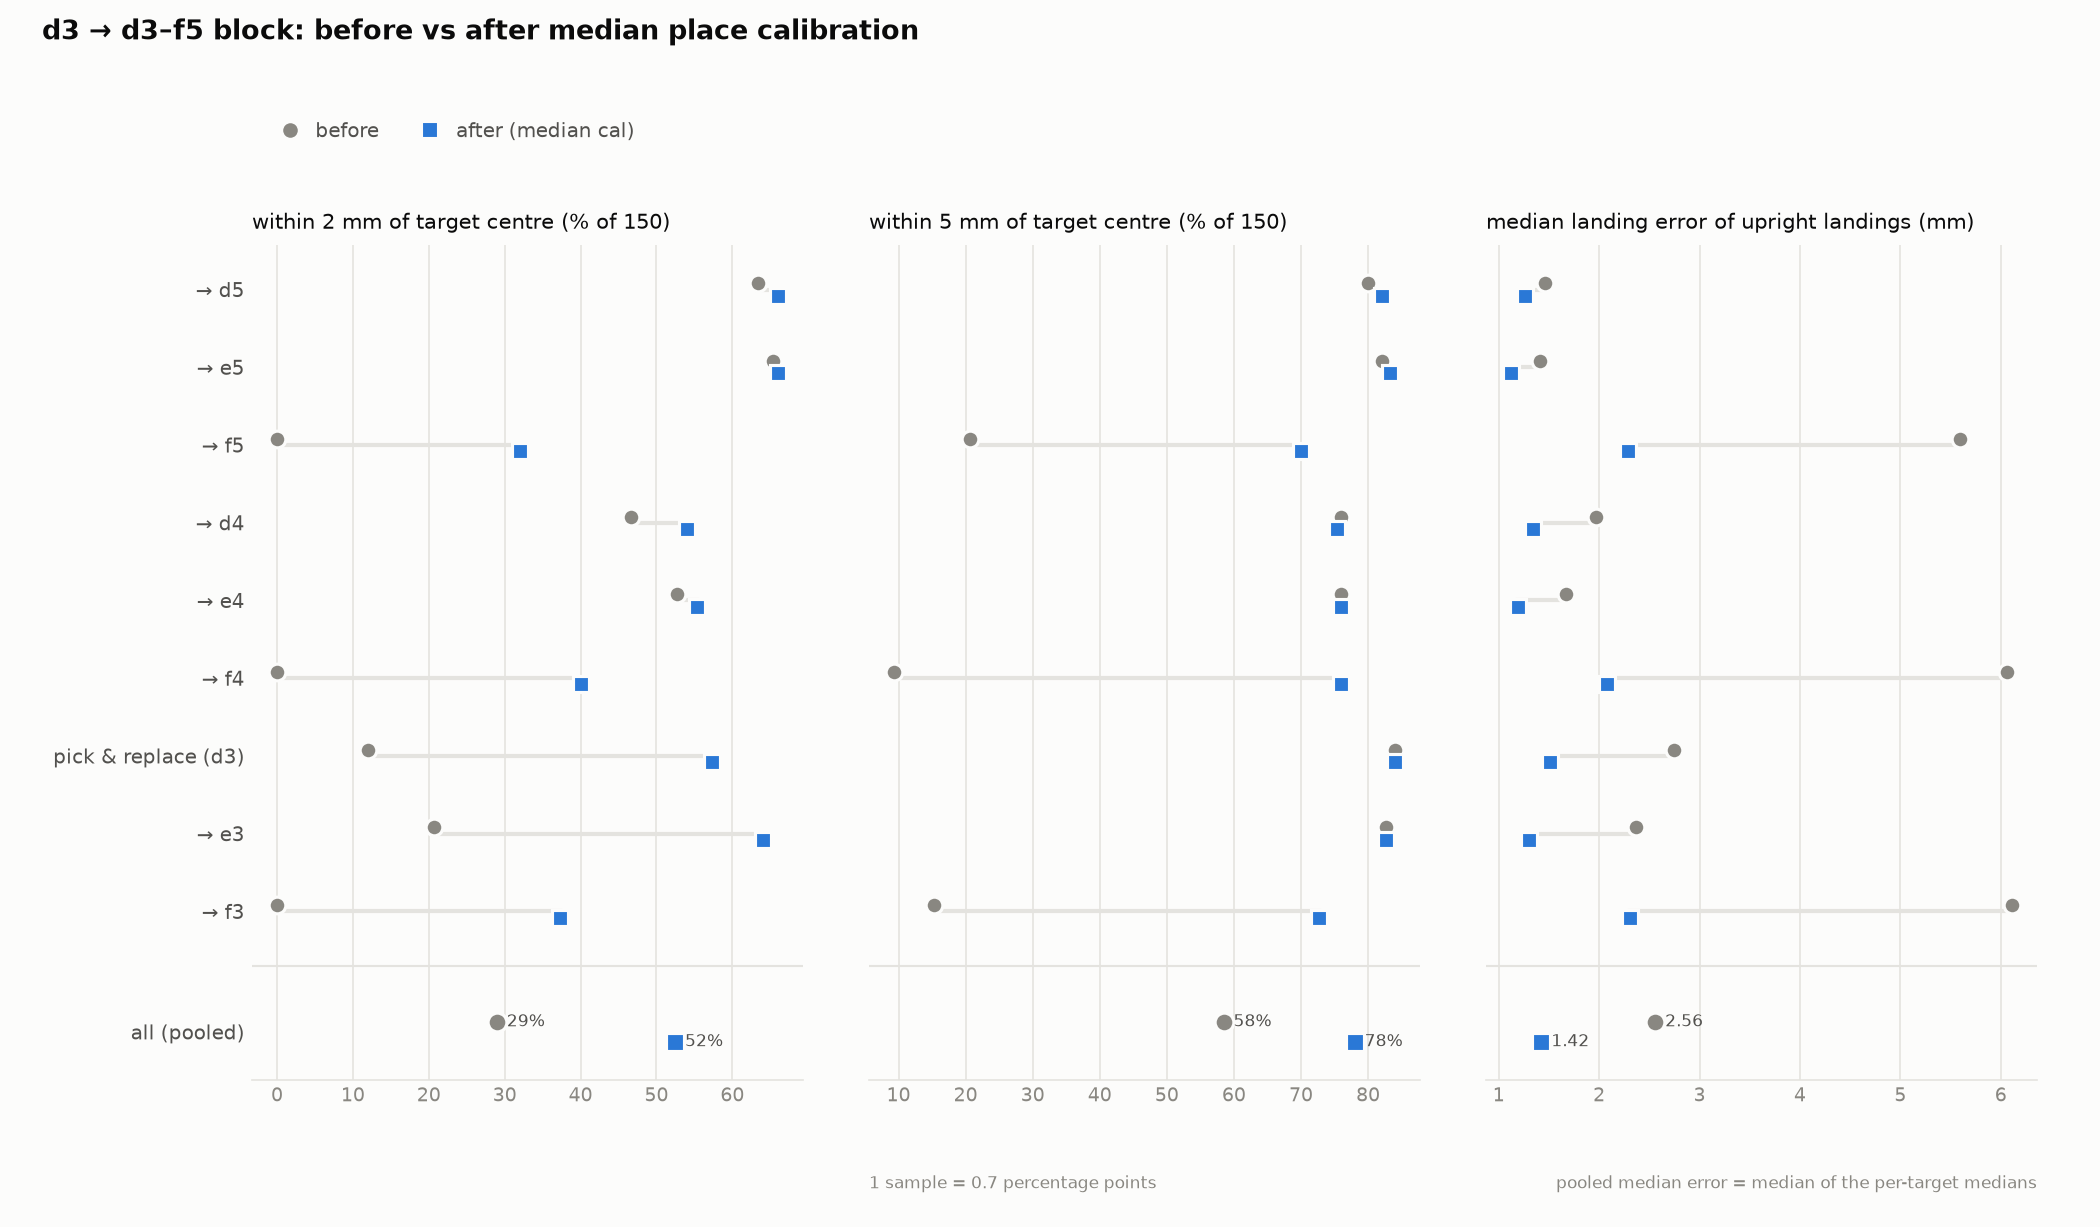 d3 → d3–f5 block: before vs after median place calibration
before
after (median cal)
within 2 mm of target centre (% of 150)
within 5 mm of target centre (% of 150)
median landing error of upright landings (mm)
→ d5
→ e5
→ f5
→ d4
→ e4
→ f4
pick & replace (d3)
→ e3
→ f3
all (pooled)
29%
52%
58%
78%
2.56
1.42
0 10 20 30 40 50 60
10 20 30 40 50 60 70 80
1 2 3 4 5 6
1 sample = 0.7 percentage points
pooled median error = median of the per-target medians